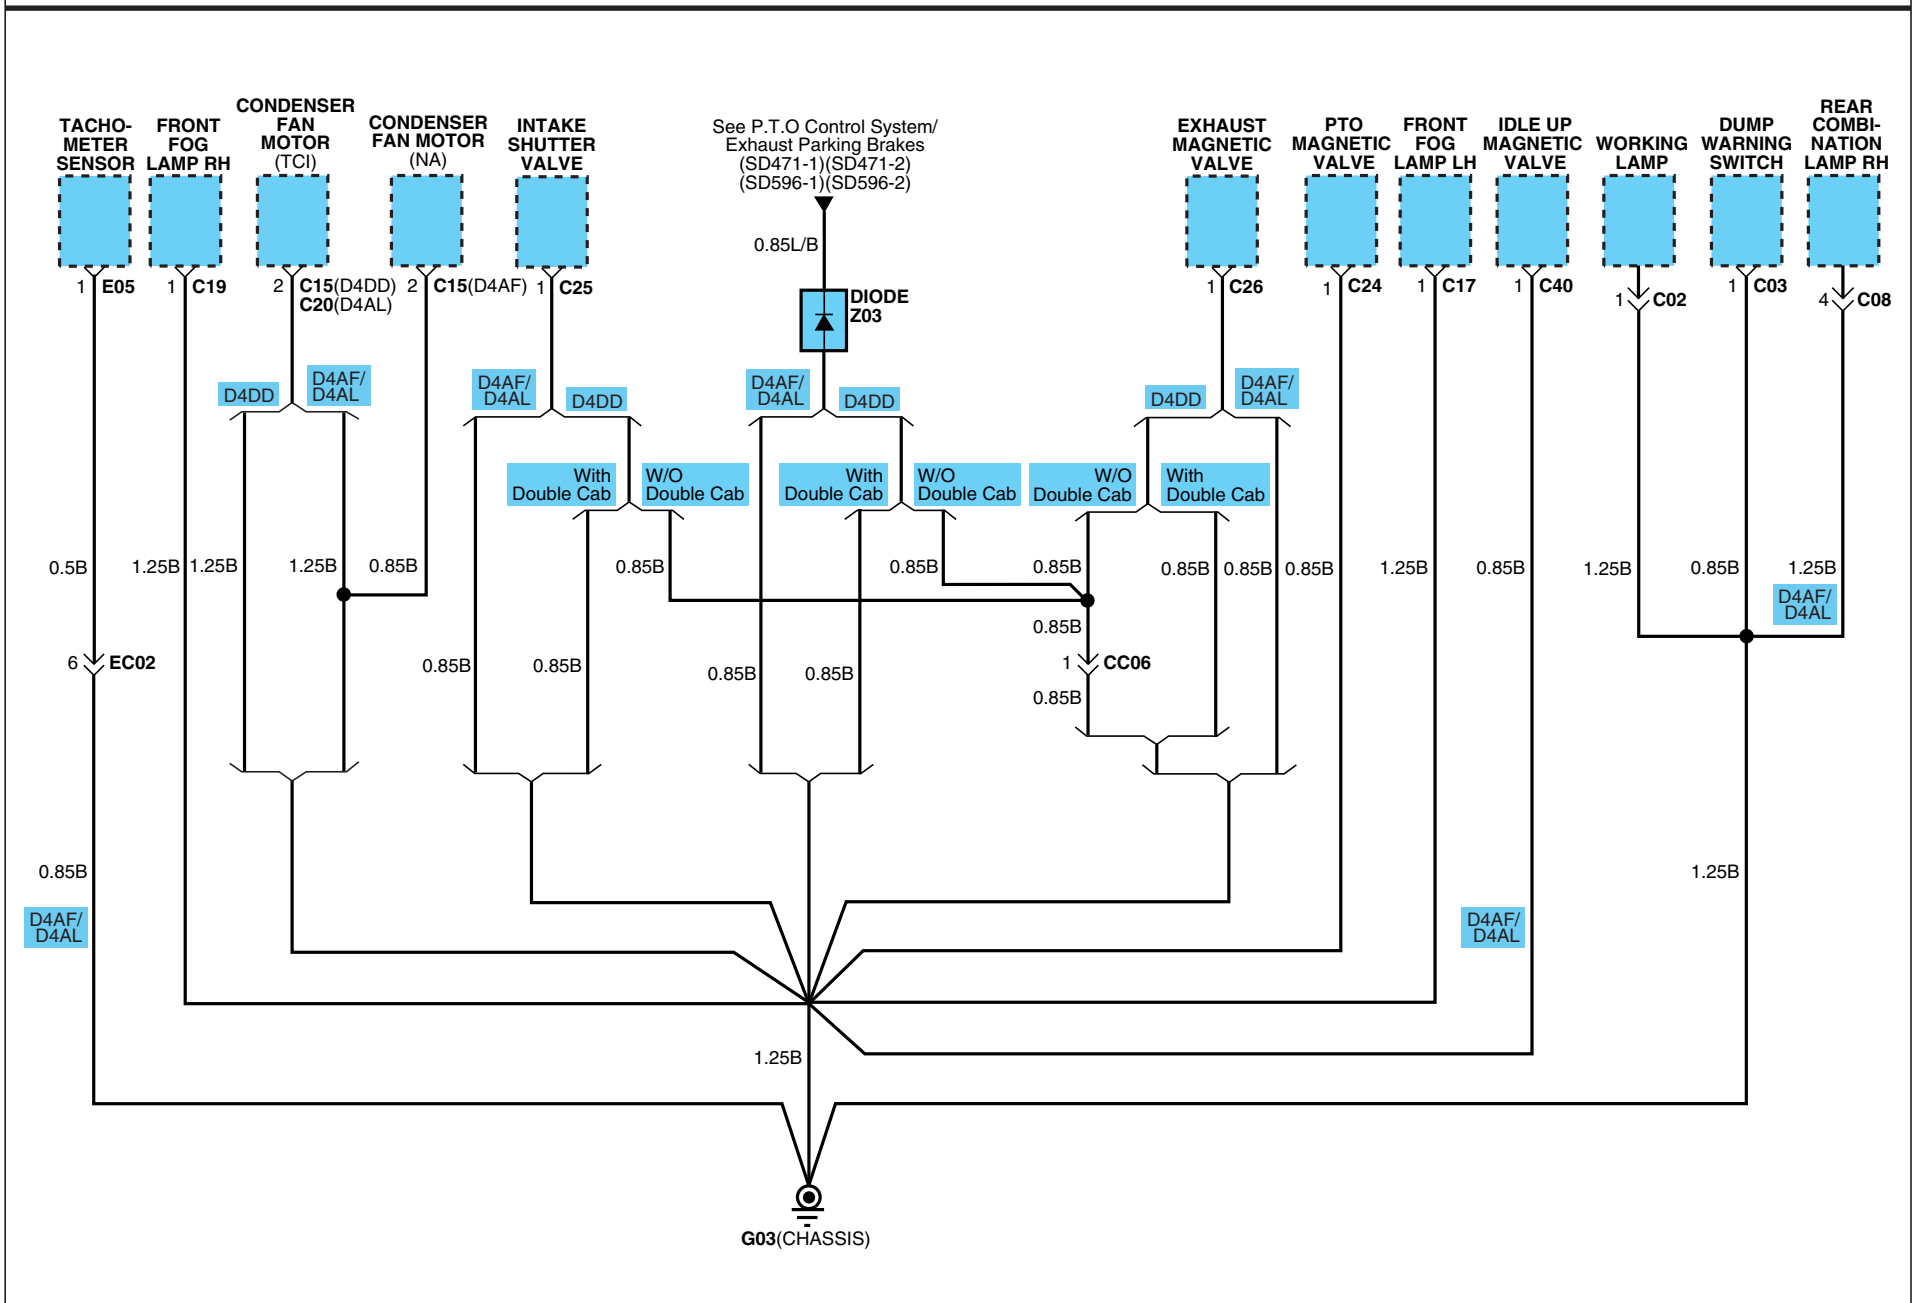 TACHO-
METER
SENSOR
FRONT
FOG
LAMP RH
CONDENSER
FAN
MOTOR
(TCI)
CONDENSER
FAN MOTOR
(NA)
INTAKE
SHUTTER
VALVE
See P.T.O Control System/
Exhaust Parking Brakes
(SD471-1)(SD471-2)
(SD596-1)(SD596-2)
EXHAUST
MAGNETIC
VALVE
PTO
MAGNETIC
VALVE
FRONT
FOG
LAMP LH
IDLE UP
MAGNETIC
VALVE
WORKING
LAMP
DUMP
WARNING
SWITCH
REAR
COMBI-
NATION
LAMP RH
0.85L/B
1 E05
1 C19
2 C15(D4DD)
C20(D4AL)
2 C15(D4AF)
1 C25
DIODE
Z03
1 C26
1 C24
1 C17
1 C40
1 C02
1 C03
4 C08
D4DD
D4AF/
D4AL
D4AF/
D4AL
D4DD
D4AF/
D4AL
D4DD
D4DD
D4AF/
D4AL
With
Double Cab
W/O
Double Cab
With
Double Cab
W/O
Double Cab
W/O
Double Cab
With
Double Cab
0.5B
1.25B
1.25B
1.25B
0.85B
0.85B
0.85B
0.85B
0.85B
0.85B
0.85B
1.25B
0.85B
1.25B
0.85B
1.25B
D4AF/
D4AL
0.85B
6 EC02
0.85B
0.85B
0.85B
0.85B
1 CC06
0.85B
0.85B
D4AF/
D4AL
1.25B
D4AF/
D4AL
1.25B
G03(CHASSIS)